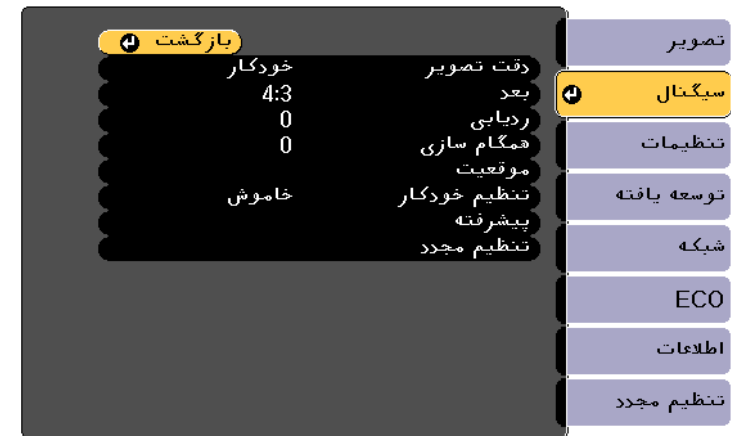 تصویر
سیگنال
تنظیمات
توسعه یافته
شبکه
ECO
اطلاعات
تنظیم مجدد
بازگشت
دقت تصویر خودکار
بعد 4:3
ردیابی 0
همگام سازی 0
موقعیت
تنظیم خودکار خاموش
پیشرفته
تنظیم مجدد